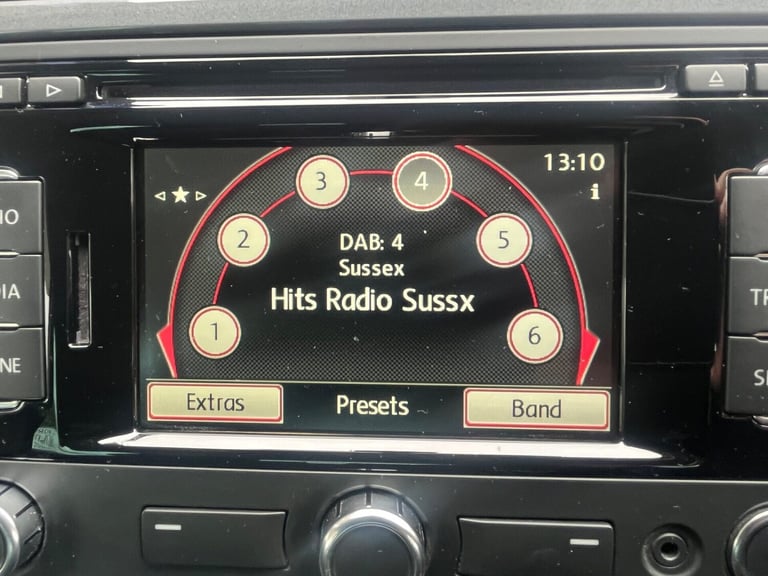 13:10
i
3
4
2
5
DAB: 4
Sussex
Hits Radio Sussx
1
6
Extras Presets Band